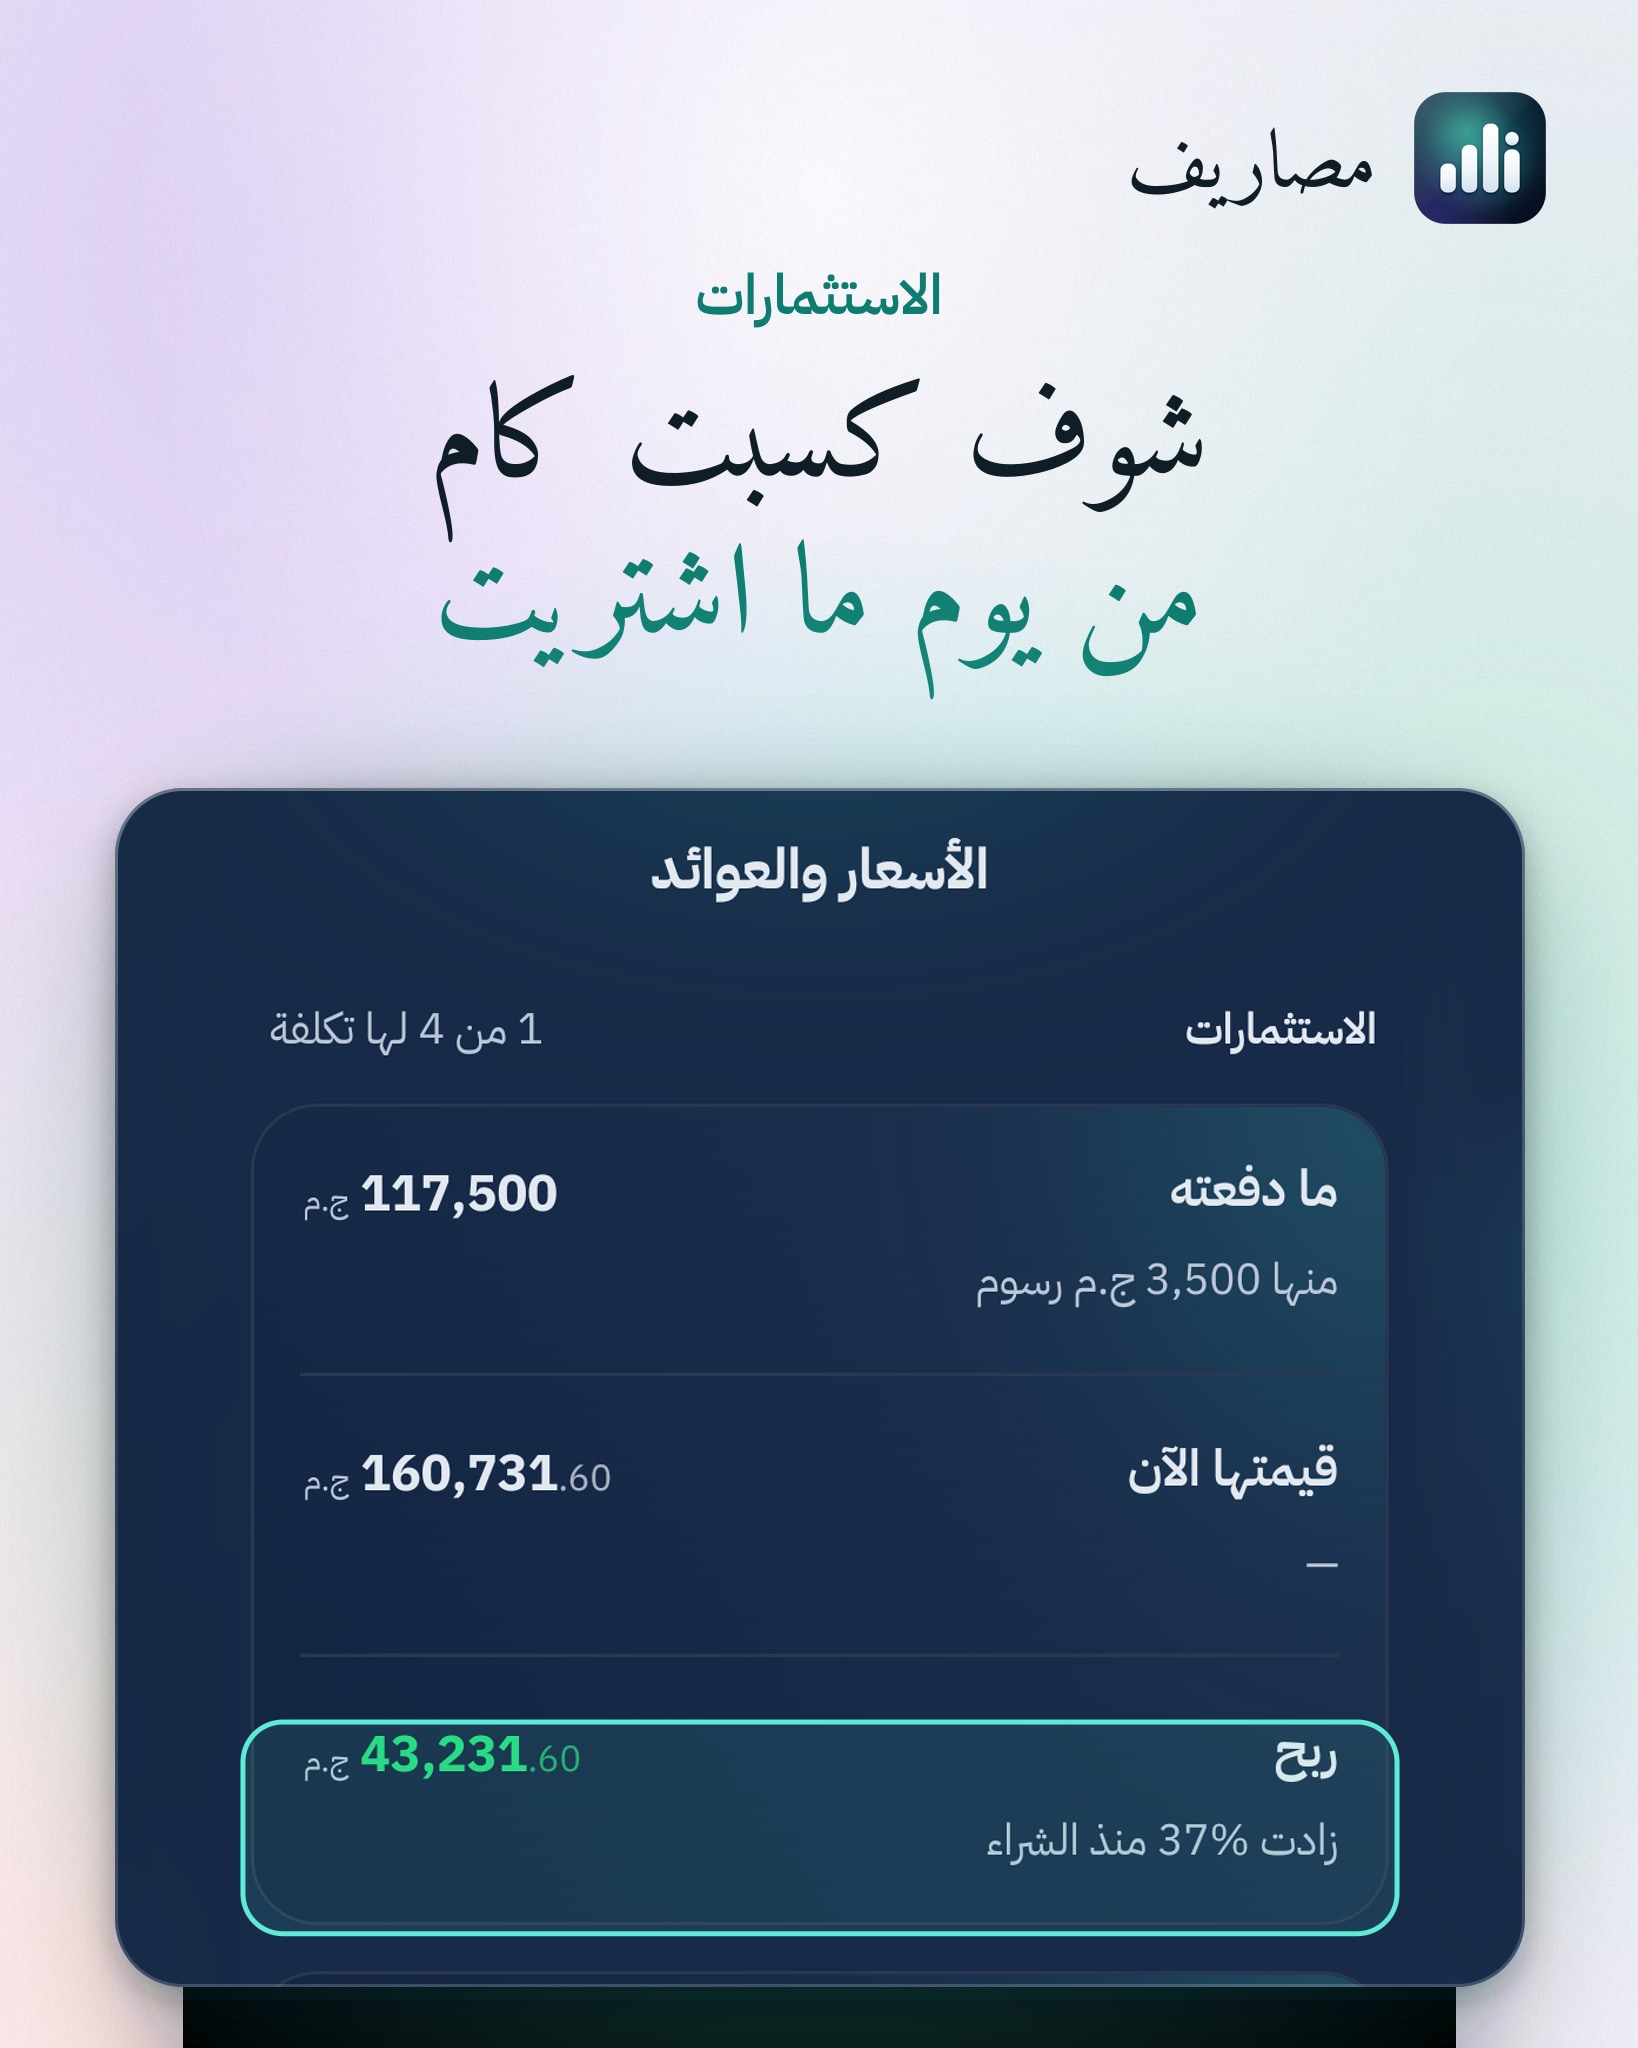 مصاريف
الاستثمارات
شوف كسبت كام
من يوم ما اشتريت
الأسعار والعوائد
الاستثمارات
1 من 4 لها تكلفة
ما دفعته
117,500 ج.م
منها 3,500 ج.م رسوم
قيمتها الآن
160,731.60 ج.م
—
ربح
43,231.60 ج.م
زادت 37% منذ الشراء